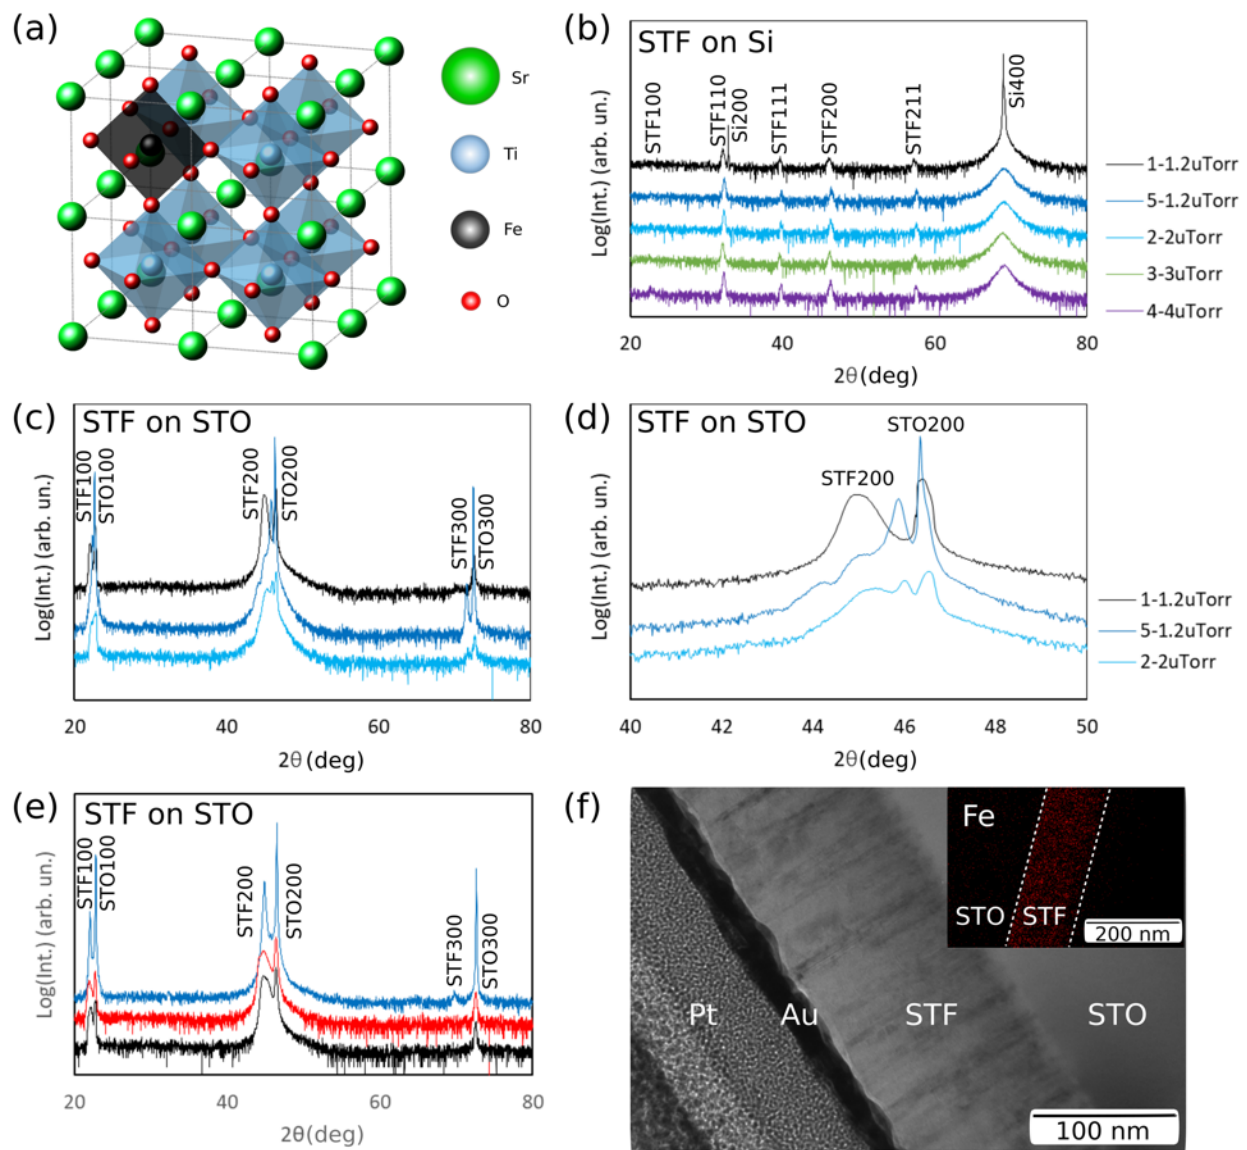 (a)
Sr
Ti
Fe
O
(b)
STF on Si
STF100
STF110
Si200
STF111
STF200
STF211
Si400
Log(Int.) (arb. un.)
1-1.2uTorr
5-1.2uTorr
2-2uTorr
3-3uTorr
4-4uTorr
20 40 60 80
2θ(deg)
(c)
STF on STO
STF100
STO100
STF200
STO200
STF300
STO300
Log(Int.) (arb. un.)
20 40 60 80
2θ(deg)
(d)
STF on STO
STF200
STO200
Log(Int.) (arb. un.)
1-1.2uTorr
5-1.2uTorr
2-2uTorr
40 42 44 46 48 50
2θ(deg)
(e)
STF on STO
STF100
STO100
STF200
STO200
STF300
STO300
Log(Int.) (arb. un.)
20 40 60 80
2θ(deg)
(f)
Fe
STO STF
200 nm
Pt Au STF STO
100 nm